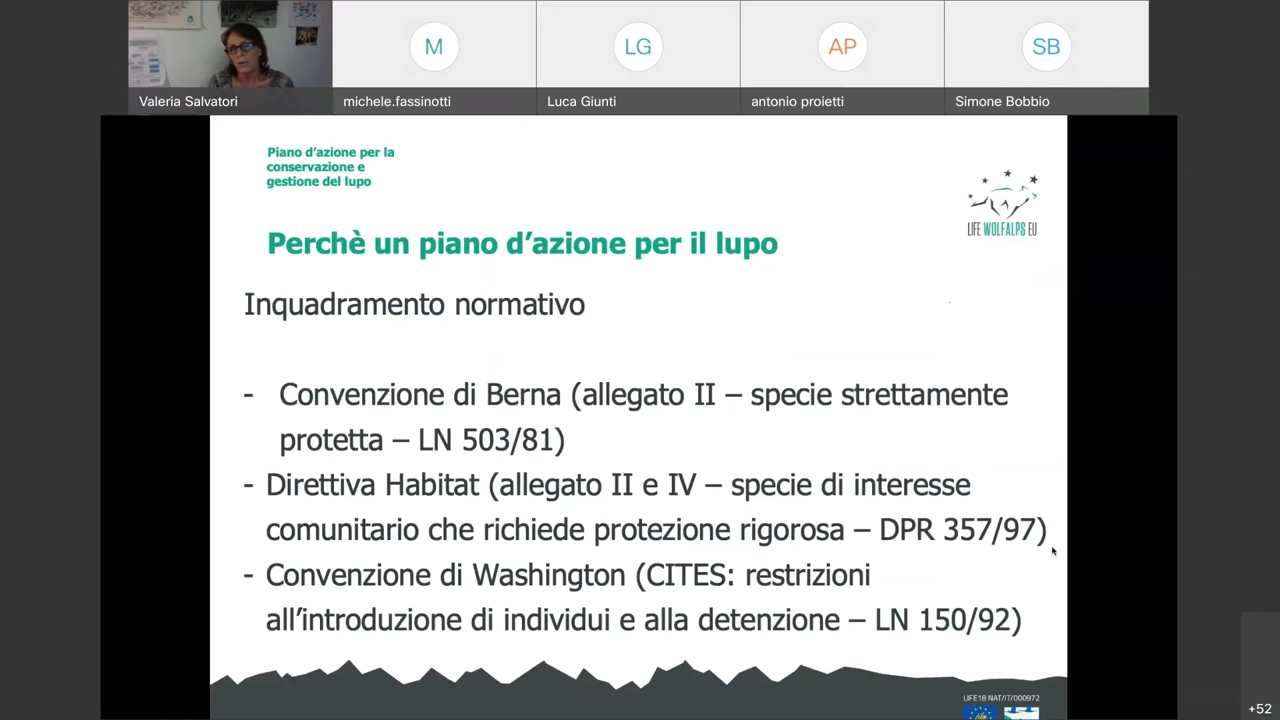 M
LG
AP
SB
Valeria Salvatori
michele.fassinotti
Luca Giunti
antonio proietti
Simone Bobbio
Piano d’azione per la
conservazione e
gestione del lupo
LIFE WOLFALPS EU
Perchè un piano d’azione per il lupo
Inquadramento normativo
- Convenzione di Berna (allegato II – specie strettamente
protetta – LN 503/81)
- Direttiva Habitat (allegato II e IV – specie di interesse
comunitario che richiede protezione rigorosa – DPR 357/97)
- Convenzione di Washington (CITES: restrizioni
all’introduzione di individui e alla detenzione – LN 150/92)
LIFE18 NAT/IT/000972
+52